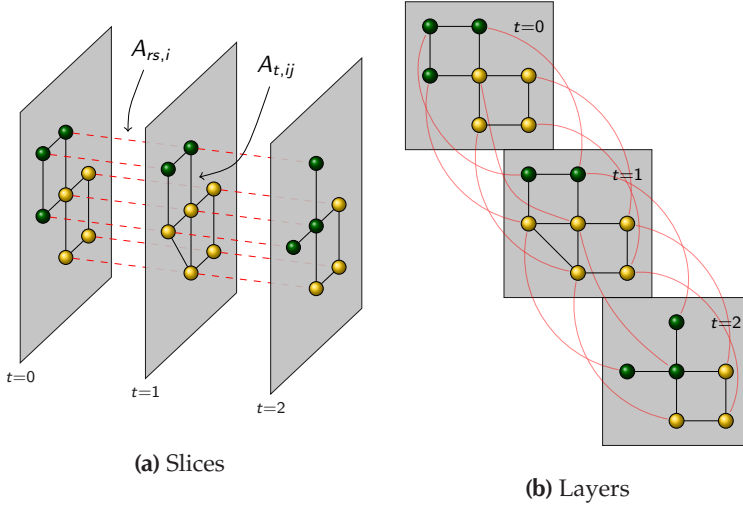 A_{rs,i}
A_{t,ij}
t=0
t=1
t=2
(a) Slices
t=0
t=1
t=2
(b) Layers